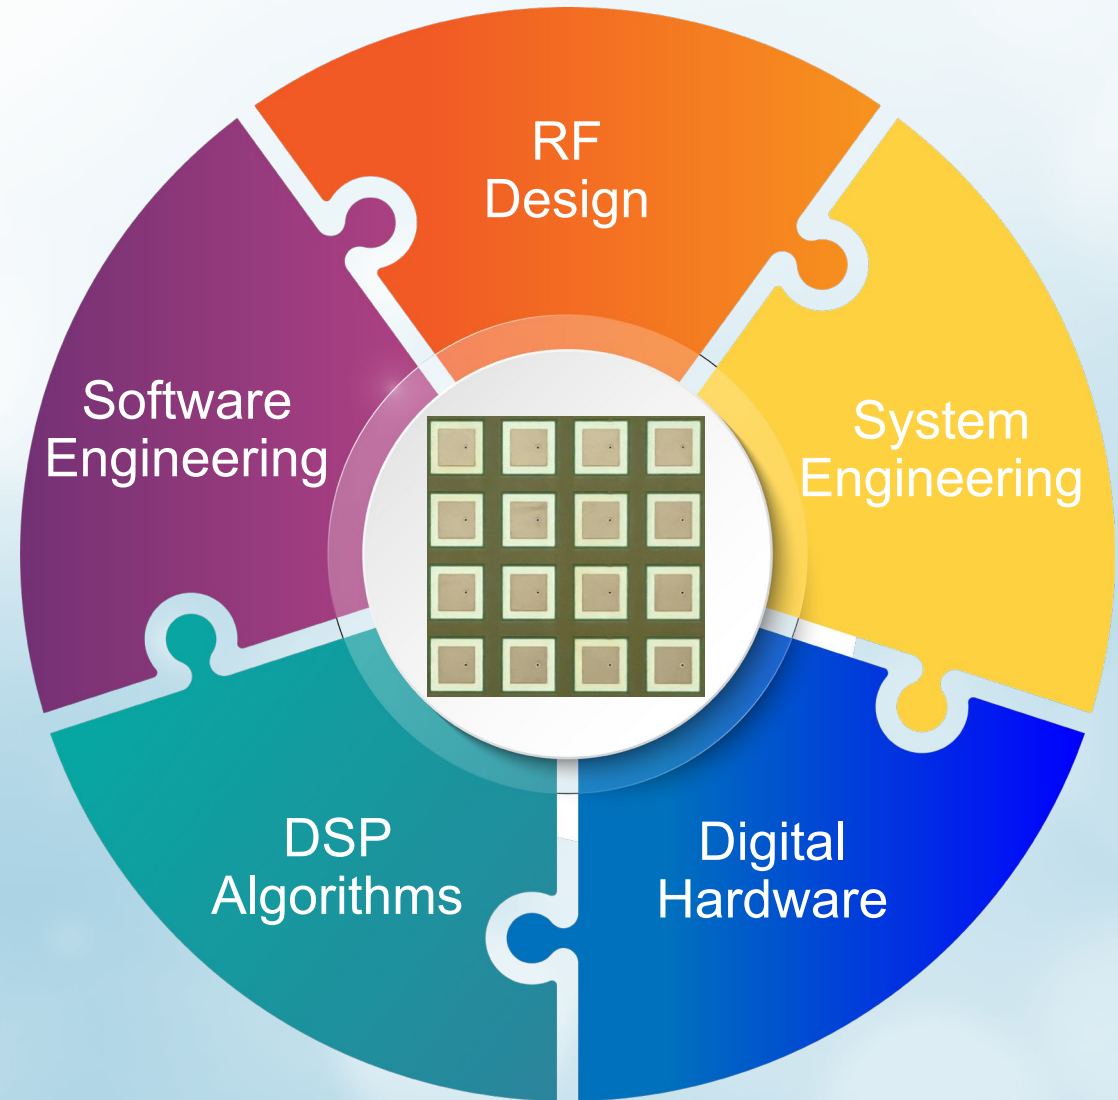 RF
Design
System
Engineering
Digital
Hardware
DSP
Algorithms
Software
Engineering